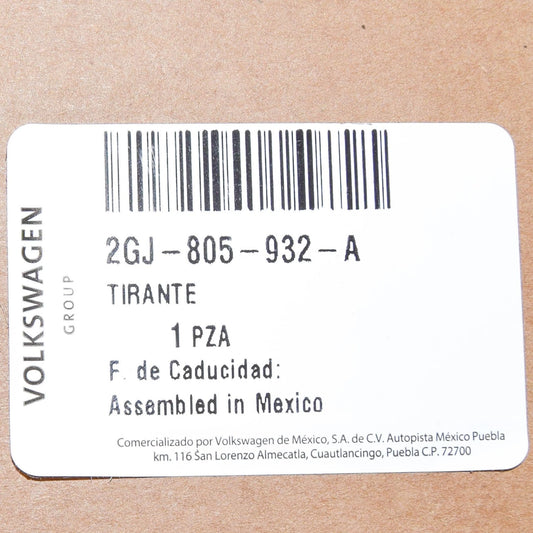 VOLKSWAGEN
GROUP
2GJ-805-932-A
TIRANTE
1 PZA
F. de Caducidad:
Assembled in Mexico
Comercializado por Volkswagen de México, S.A. de C.V. Autopista México Puebla
km. 116 San Lorenzo Almecatla, Cuautlancingo, Puebla C.P. 72700